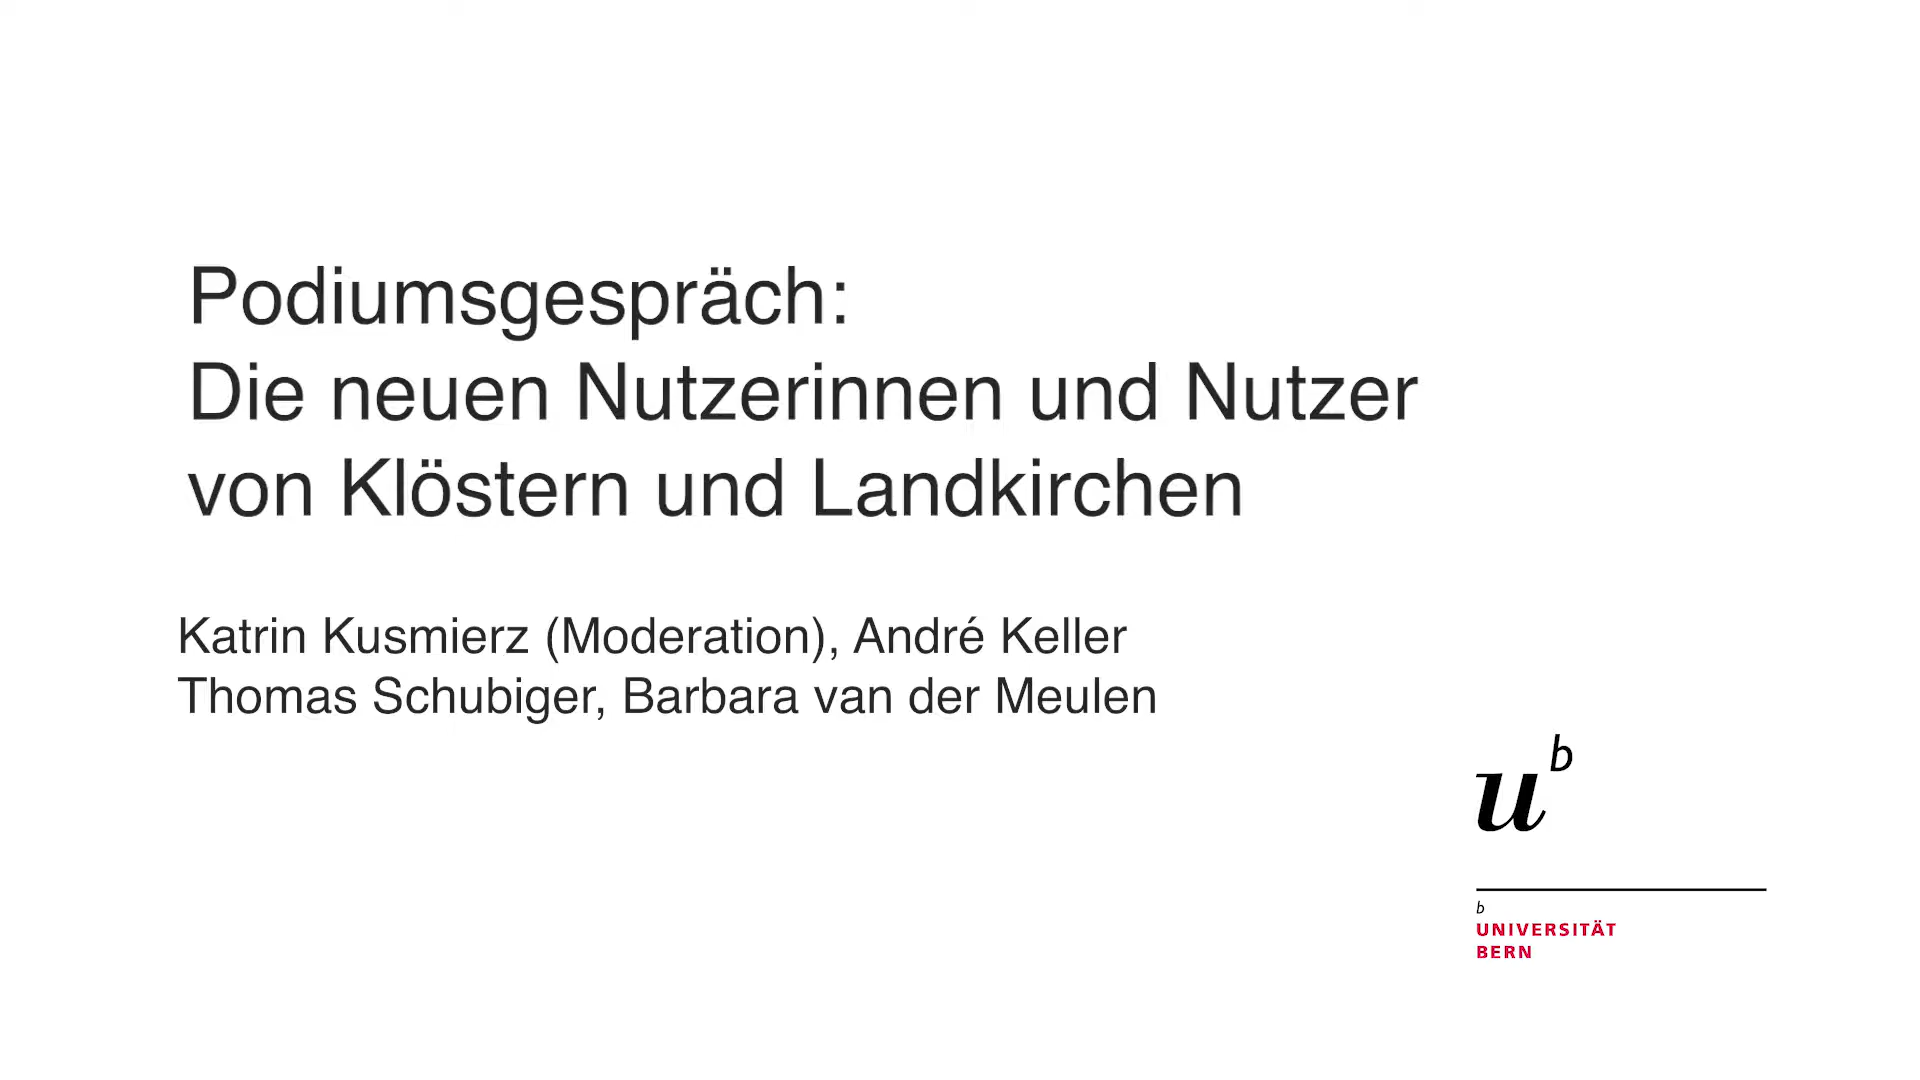 Podiumsgespräch:
Die neuen Nutzerinnen und Nutzer
von Klöstern und Landkirchen
Katrin Kusmierz (Moderation), André Keller
Thomas Schubiger, Barbara van der Meulen
u b
b
UNIVERSITÄT
BERN